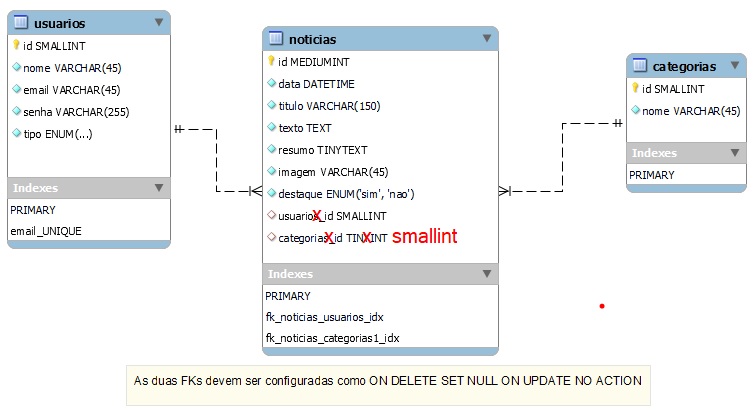 usuarios
id SMALLINT
nome VARCHAR(45)
email VARCHAR(45)
senha VARCHAR(255)
tipo ENUM(...)
Indexes
PRIMARY
email_UNIQUE
noticias
id MEDIUMINT
data DATETIME
titulo VARCHAR(150)
texto TEXT
resumo TINYTEXT
imagem VARCHAR(45)
destaque ENUM('sim', 'nao')
usuarios_id SMALLINT
categorias_id TINYINT smallint
Indexes
PRIMARY
fk_noticias_usuarios_idx
fk_noticias_categorias1_idx
categorias
id SMALLINT
nome VARCHAR(45)
Indexes
PRIMARY
As duas FKs devem ser configuradas como ON DELETE SET NULL ON UPDATE NO ACTION